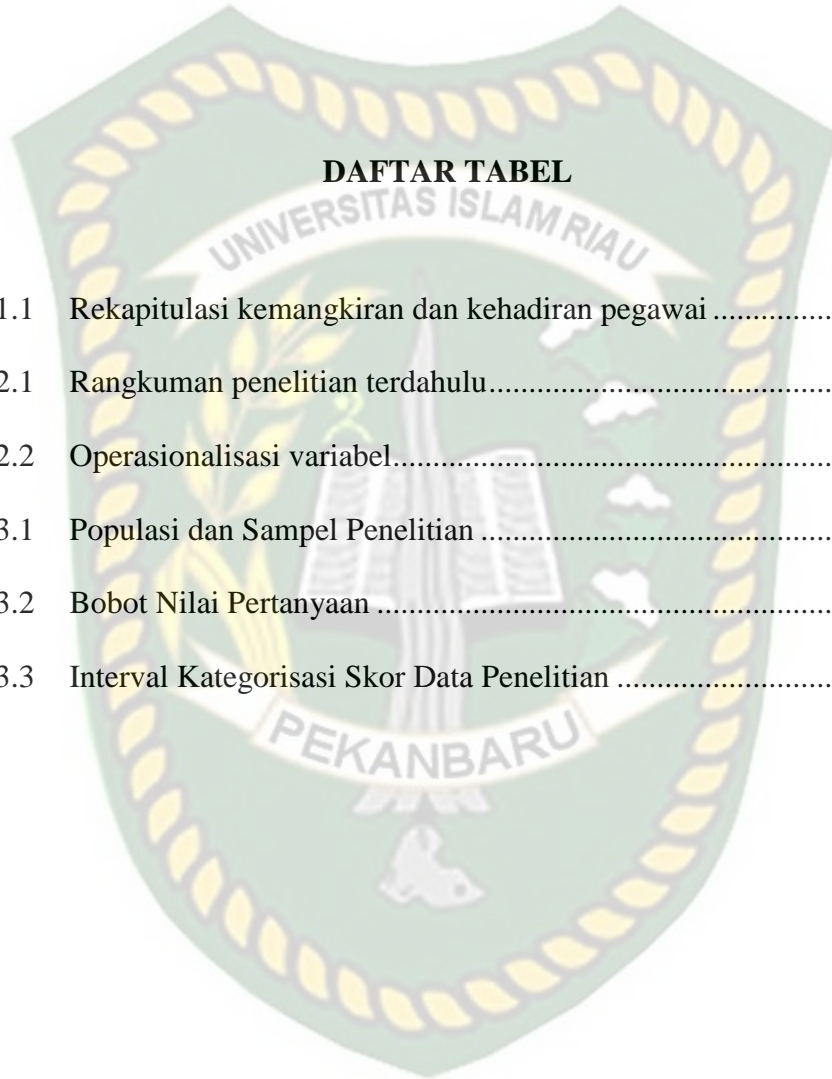 DAFTAR TABEL
UNIVERSITAS ISLAM RIAU
1.1 Rekapitulasi kemangkiran dan kehadiran pegawai ...............
2.1 Rangkuman penelitian terdahulu..........................................
2.2 Operasionalisasi variabel.....................................................
3.1 Populasi dan Sampel Penelitian ..........................................
3.2 Bobot Nilai Pertanyaan .......................................................
3.3 Interval Kategorisasi Skor Data Penelitian ..........................
PEKANBARU